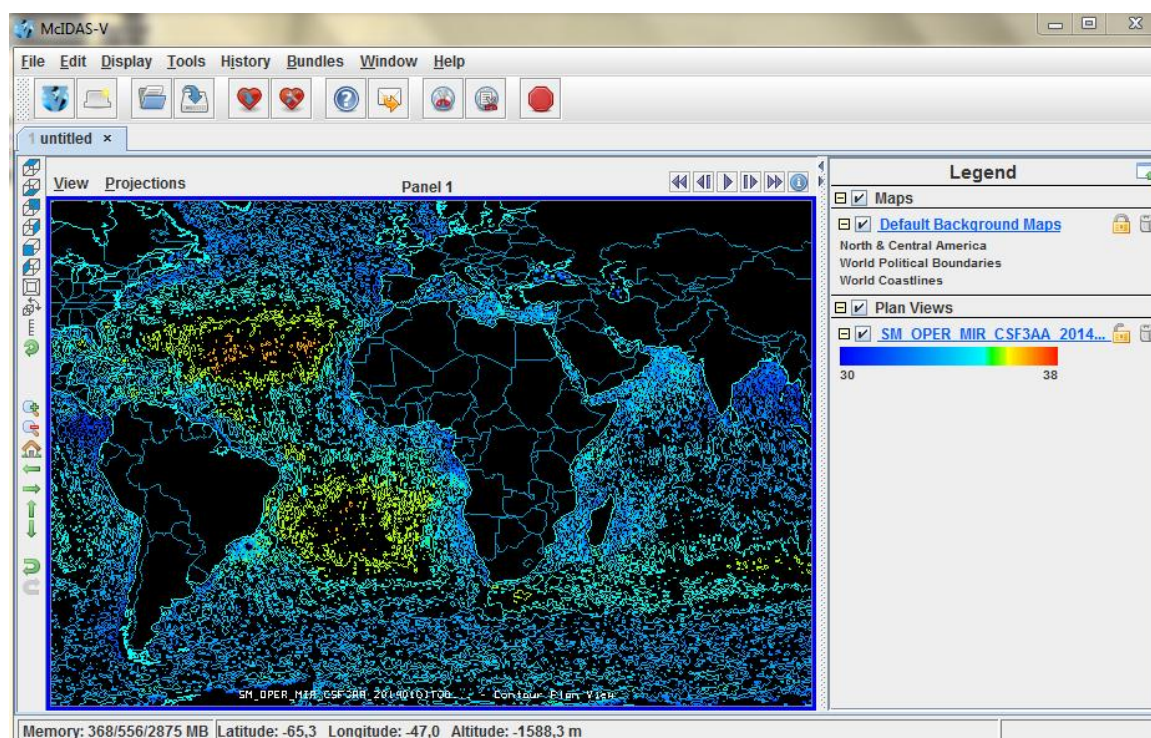 McIDAS-V
File Edit Display Tools History Bundles Window Help
1 untitled ×
View Projections
Panel 1
Legend
Maps
Default Background Maps
North & Central America
World Political Boundaries
World Coastlines
Plan Views
SM_OPER_MIR_CSF3AA_2014...
30 38
SM_OPER_MIR_CSF3AA_20140101T00... - Contour Plan View
Memory: 368/556/2875 MB Latitude: -65,3 Longitude: -47,0 Altitude: -1588,3 m